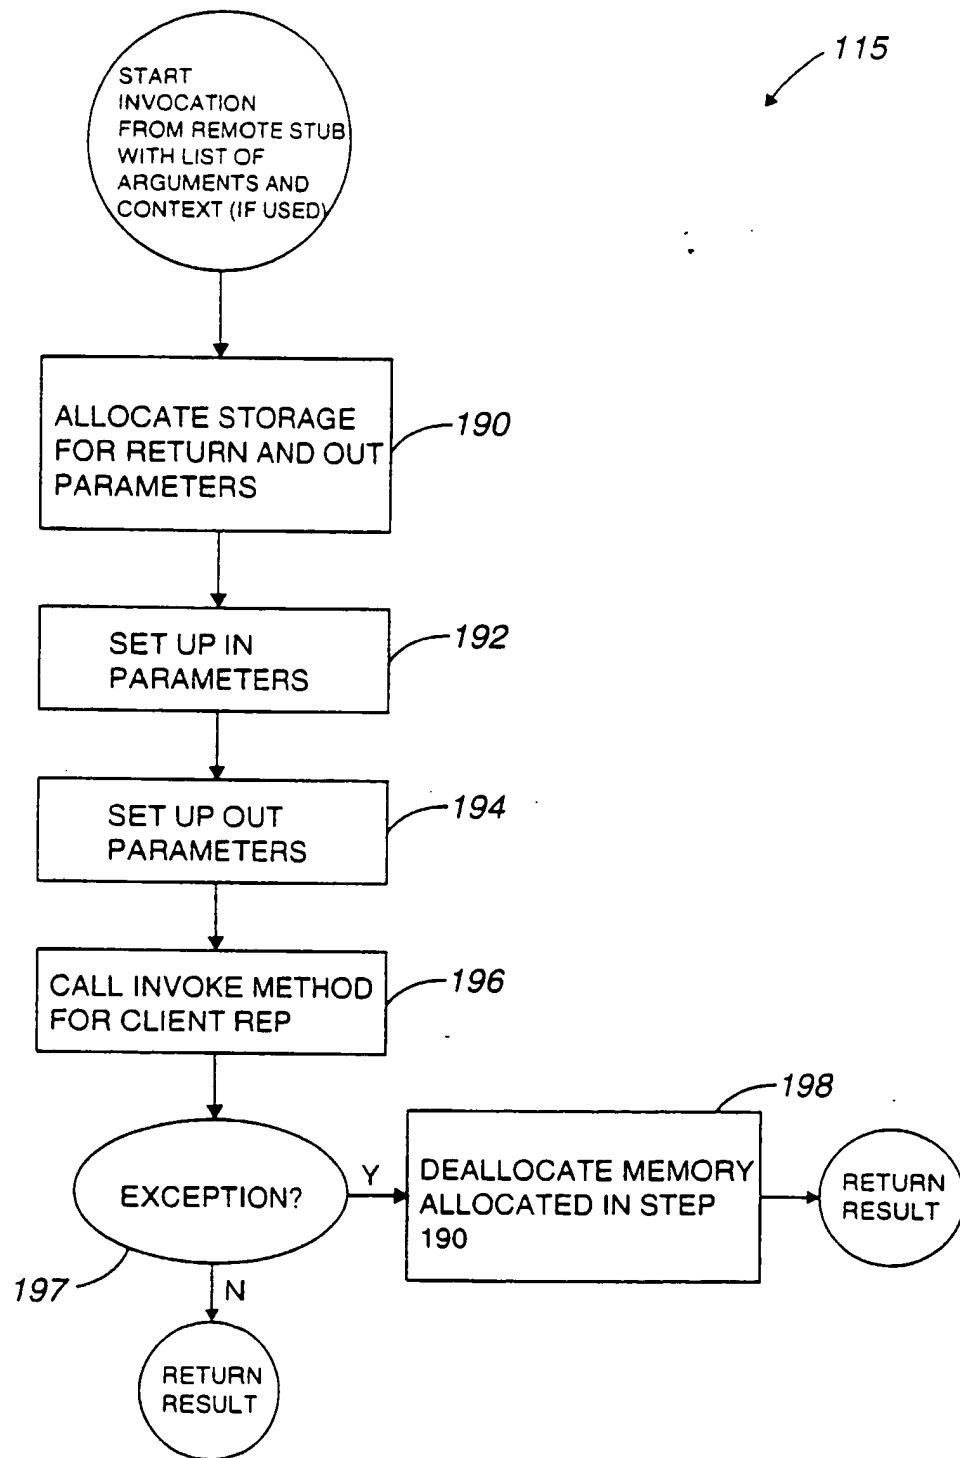 START
INVOCATION
FROM REMOTE STUB
WITH LIST OF
ARGUMENTS AND
CONTEXT (IF USED)
115
ALLOCATE STORAGE
FOR RETURN AND OUT
PARAMETERS
190
SET UP IN
PARAMETERS
192
SET UP OUT
PARAMETERS
194
CALL INVOKE METHOD
FOR CLIENT REP
196
EXCEPTION?
197
Y
N
DEALLOCATE MEMORY
ALLOCATED IN STEP
190
198
RETURN
RESULT
RETURN
RESULT